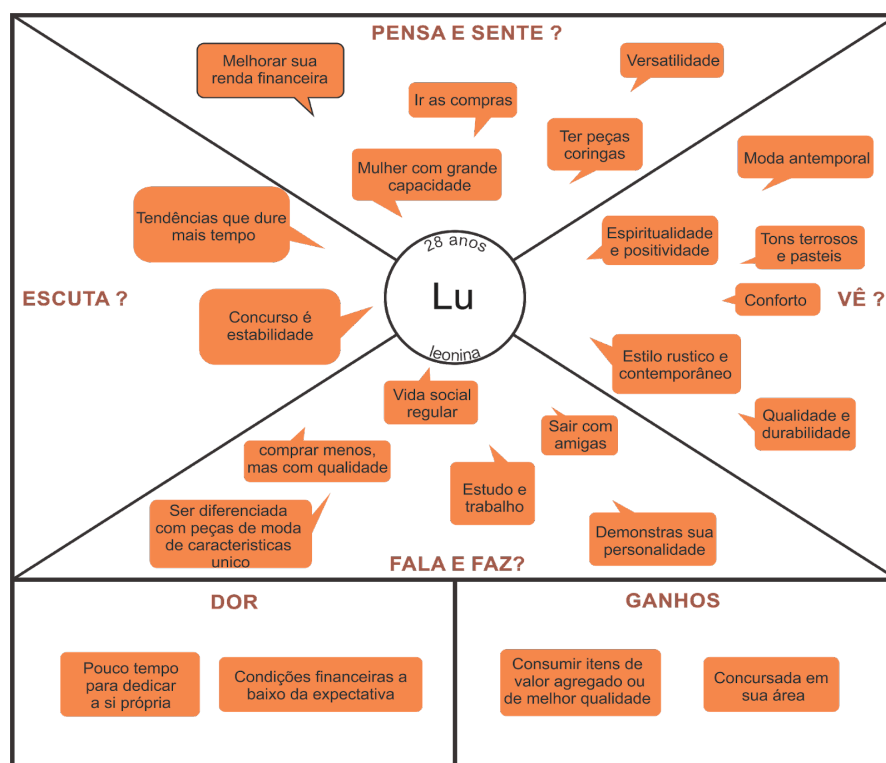 PENSA E SENTE ?
Melhorar sua
renda financeira
Ir as compras
Versatilidade
Mulher com grande
capacidade
Ter peças
coringas
ESCUTA ?
Tendências que dure
mais tempo
Concurso é
estabilidade
28 anos
Lu
leonina
VÊ ?
Moda antemporal
Espiritualidade
e positividade
Tons terrosos
e pasteis
Conforto
Estilo rustico e
contemporâneo
Qualidade e
durabilidade
Vida social
regular
Sair com
amigas
comprar menos,
mas com qualidade
Estudo e
trabalho
Ser diferenciada
com peças de moda
de caracteristicas
unico
Demonstras sua
personalidade
FALA E FAZ?
DOR
Pouco tempo
para dedicar
a si própria
Condições financeiras a
baixo da expectativa
GANHOS
Consumir itens de
valor agregado ou
de melhor qualidade
Concursada em
sua área